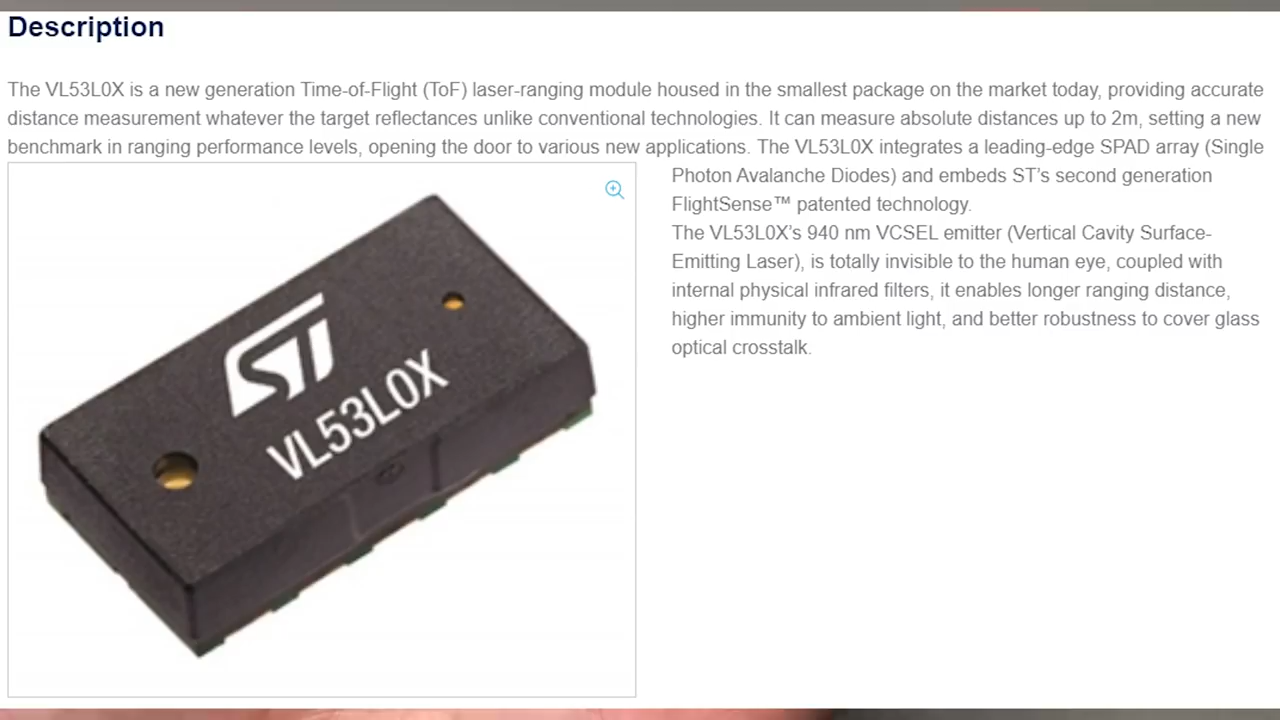 Description
The VL53L0X is a new generation Time-of-Flight (ToF) laser-ranging module housed in the smallest package on the market today, providing accurate
distance measurement whatever the target reflectances unlike conventional technologies. It can measure absolute distances up to 2m, setting a new
benchmark in ranging performance levels, opening the door to various new applications. The VL53L0X integrates a leading-edge SPAD array (Single
Photon Avalanche Diodes) and embeds ST’s second generation
FlightSense™ patented technology.
The VL53L0X’s 940 nm VCSEL emitter (Vertical Cavity Surface-
Emitting Laser), is totally invisible to the human eye, coupled with
internal physical infrared filters, it enables longer ranging distance,
higher immunity to ambient light, and better robustness to cover glass
optical crosstalk.
ST
VL53L0X